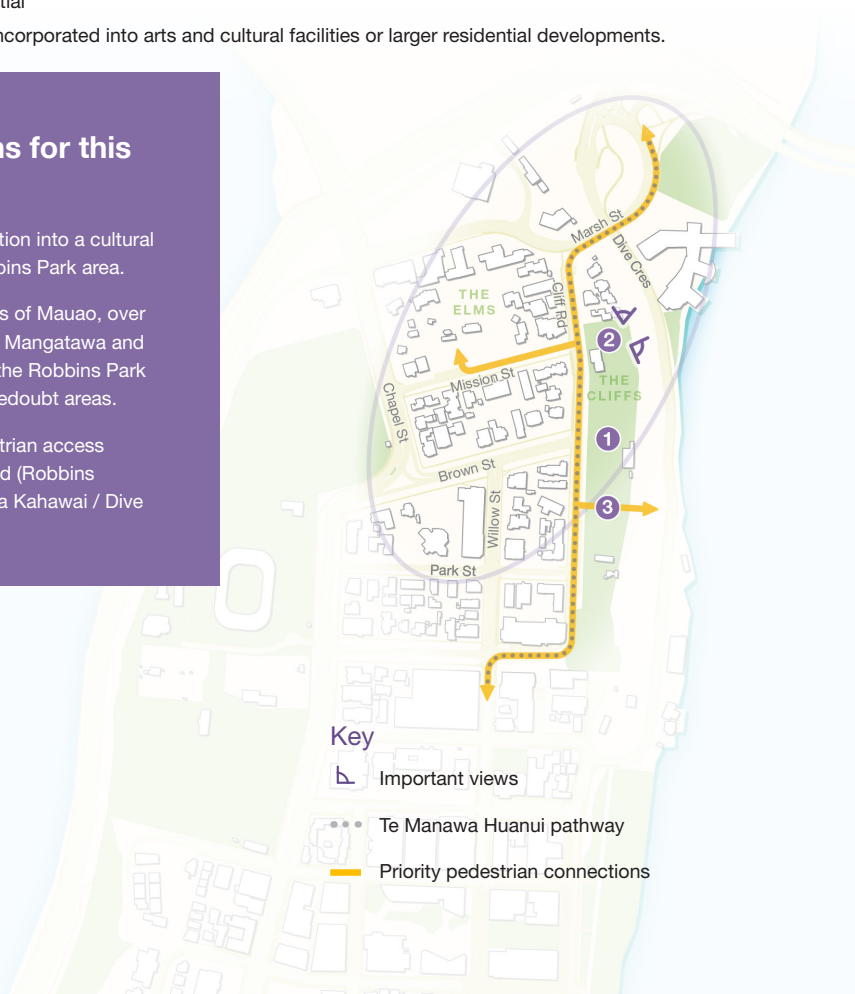 ncorporated into arts and cultural facilities or larger residential developments.
ns for this
tion into a cultural
bins Park area.
s of Mauao, over
Mangatawa and
the Robbins Park
edoubt areas.
trian access
d (Robbins
a Kahawai / Dive
Marsh St
Dive Cres
THE
ELMS
Cliff Rd
2
Mission St
THE
CLIFFS
Chapel St
1
Brown St
Willow St
3
Park St
Key
Important views
Te Manawa Huanui pathway
Priority pedestrian connections